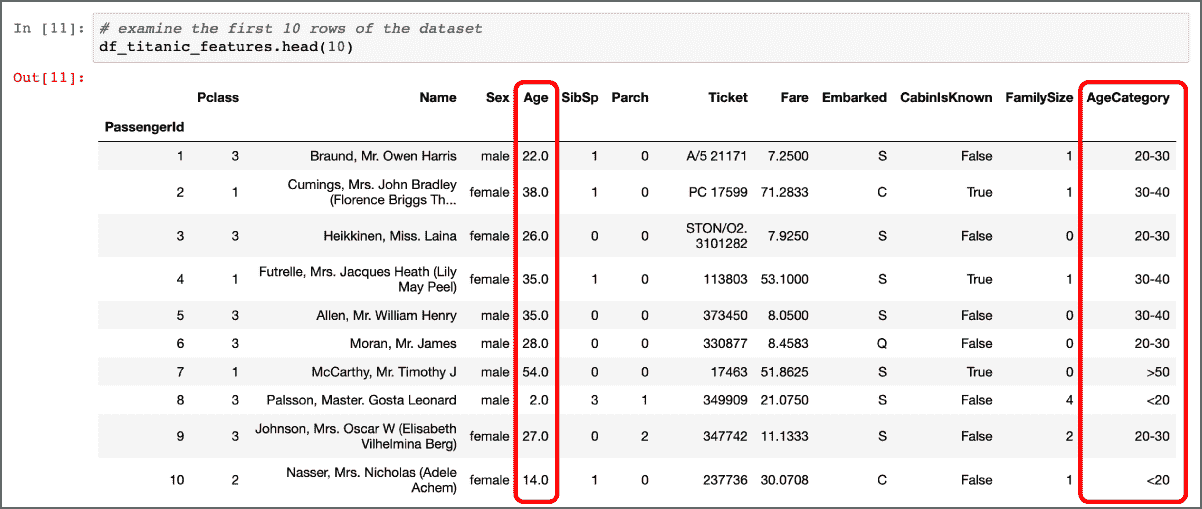 In [11]: # examine the first 10 rows of the dataset
df_titanic_features.head(10)
Out[11]:
Pclass Name Sex Age SibSp Parch Ticket Fare Embarked CabinIsKnown FamilySize AgeCategory
PassengerId
1 3 Braund, Mr. Owen Harris male 22.0 1 0 A/5 21171 7.2500 S False 1 20-30
2 1 Cumings, Mrs. John Bradley
(Florence Briggs Th... female 38.0 1 0 PC 17599 71.2833 C True 1 30-40
3 3 Heikkinen, Miss. Laina female 26.0 0 0 STON/O2.
3101282 7.9250 S False 0 20-30
4 1 Futrelle, Mrs. Jacques Heath (Lily
May Peel) female 35.0 1 0 113803 53.1000 S True 1 30-40
5 3 Allen, Mr. William Henry male 35.0 0 0 373450 8.0500 S False 0 30-40
6 3 Moran, Mr. James male 28.0 0 0 330877 8.4583 Q False 0 20-30
7 1 McCarthy, Mr. Timothy J male 54.0 0 0 17463 51.8625 S True 0 >50
8 3 Palsson, Master. Gosta Leonard male 2.0 3 1 349909 21.0750 S False 4 <20
9 3 Johnson, Mrs. Oscar W (Elisabeth
Vilhelmina Berg) female 27.0 0 2 347742 11.1333 S False 2 20-30
10 2 Nasser, Mrs. Nicholas (Adele
Achem) female 14.0 1 0 237736 30.0708 C False 1 <20